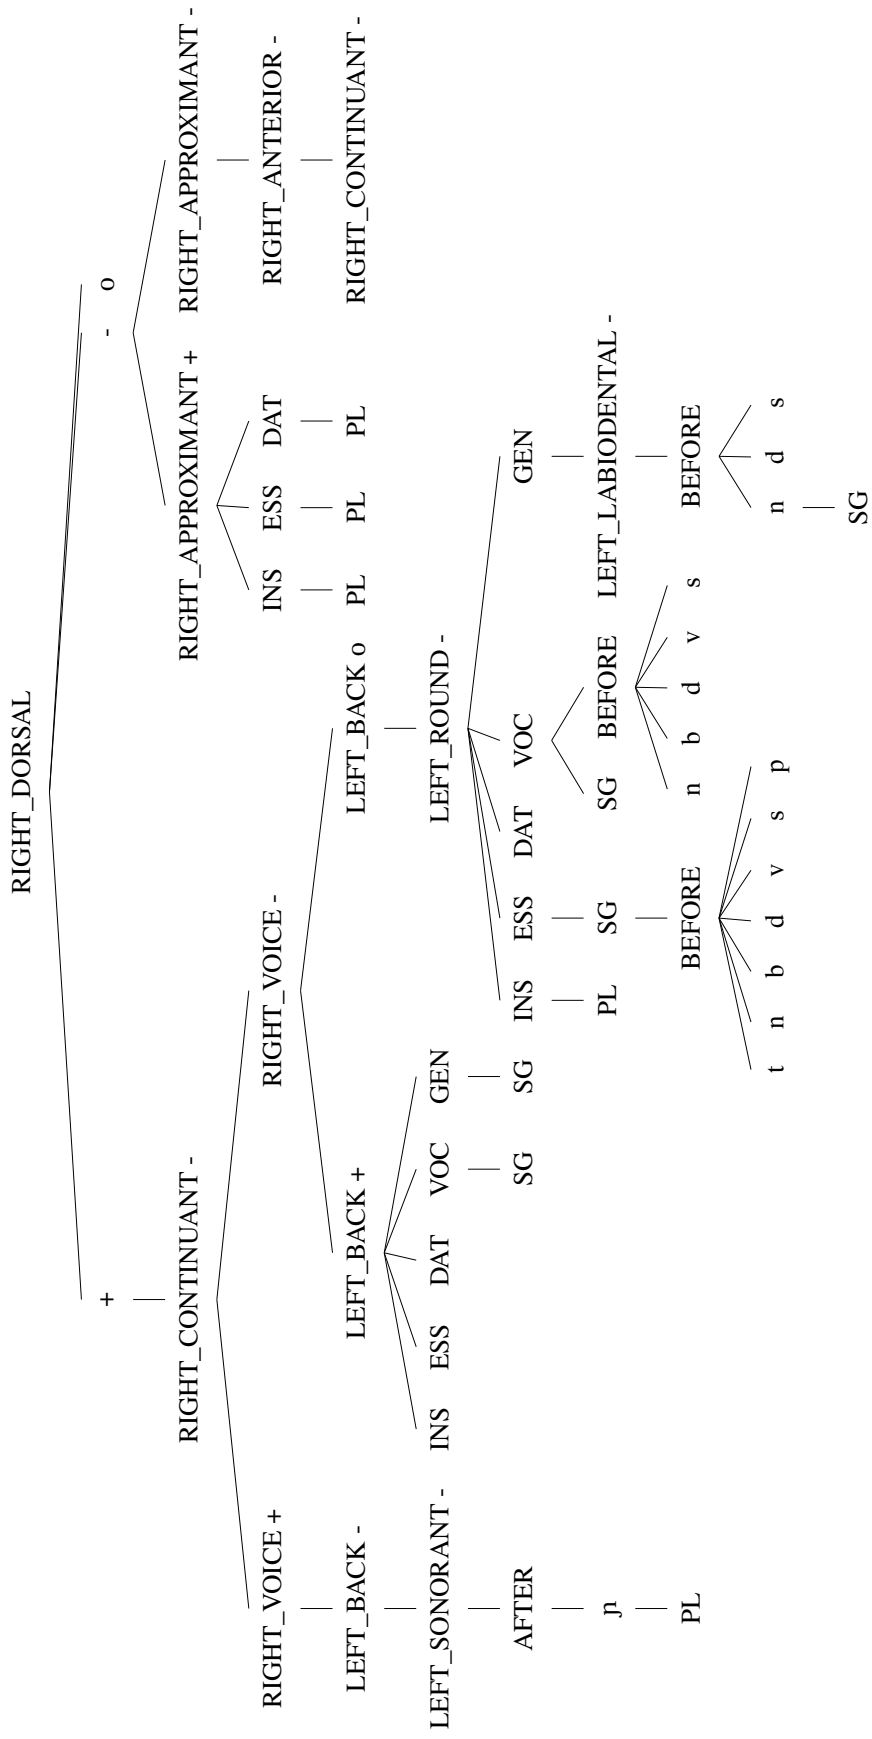 RIGHT_DORSAL
+ - o
RIGHT_CONTINUANT - RIGHT_APPROXIMANT + RIGHT_APPROXIMANT -
RIGHT_VOICE + RIGHT_VOICE - INS ESS DAT RIGHT_ANTERIOR -
LEFT_BACK - LEFT_BACK + LEFT_BACK o PL PL PL RIGHT_CONTINUANT -
LEFT_SONORANT - INS ESS DAT VOC GEN LEFT_ROUND -
AFTER SG SG INS ESS DAT VOC GEN
ɲ PL SG SG BEFORE LEFT_LABIODENTAL -
PL BEFORE n b d v s BEFORE
t n b d v s p n d s
SG